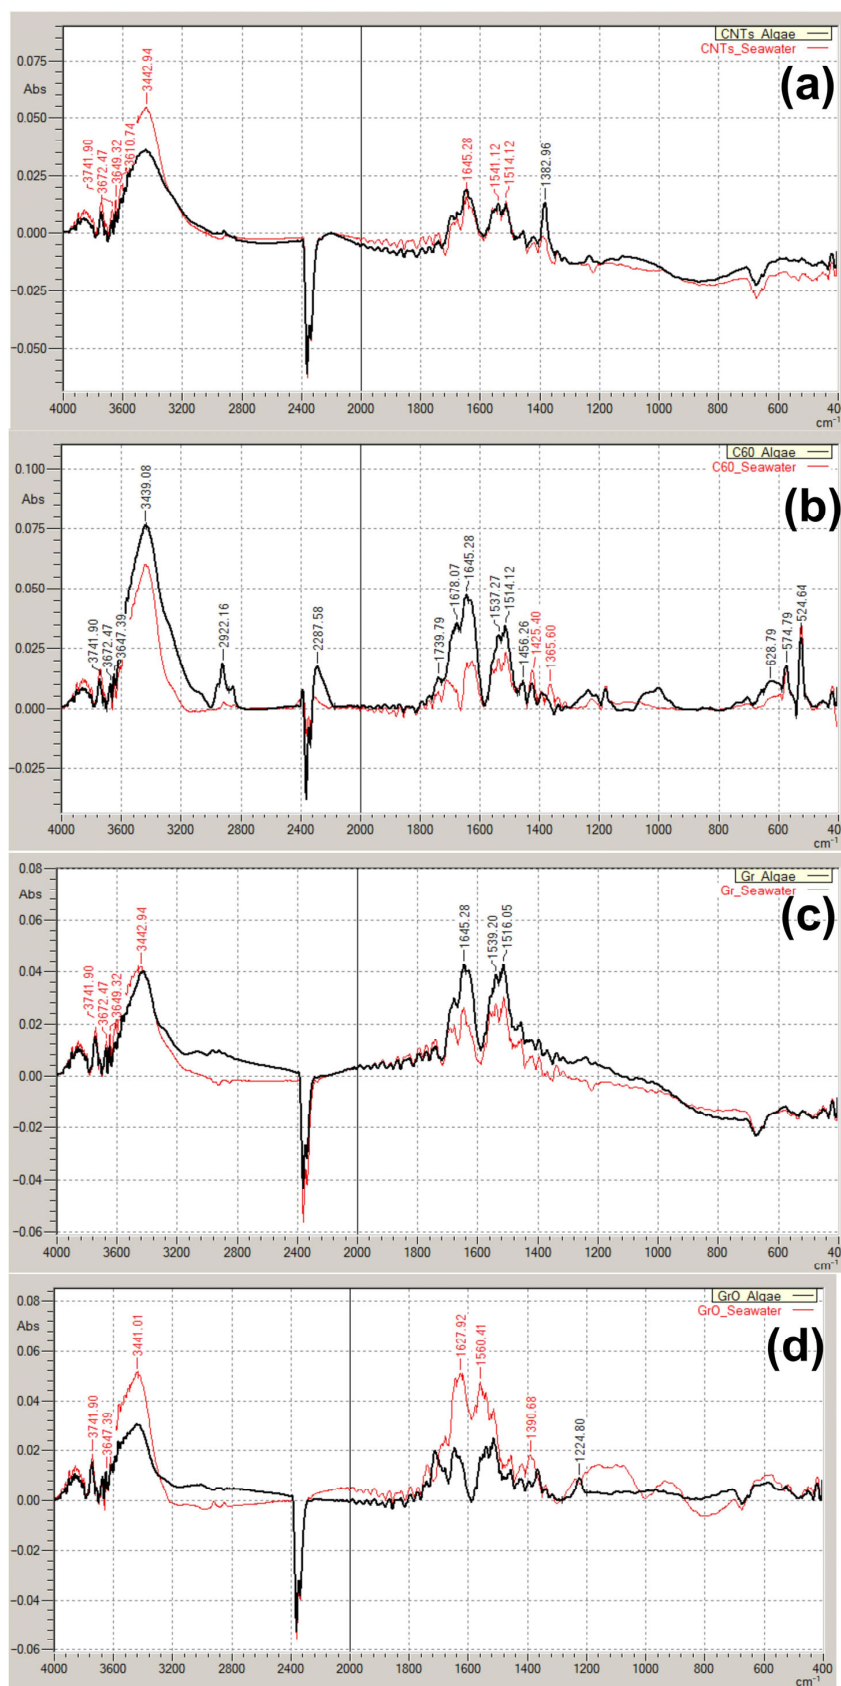 CNTs_Algae
CNTs_Seawater
(a)
0.075
Abs
0.050
0.025
0.000
−0.025
−0.050
3741.90
3672.47
3649.32
3610.74
3442.94
1645.28
1541.12
1514.12
1382.96
4000 3600 3200 2800 2400 2000 1800 1600 1400 1200 1000 800 600 400
cm⁻¹
C60_Algae
C60_Seawater
(b)
0.100
Abs
0.075
0.050
0.025
0.000
−0.025
3741.90
3672.47
3647.39
3439.08
2922.16
2287.58
1739.79
1678.07
1645.28
1537.27
1514.12
1456.26
1425.40
1365.60
628.79
574.79
524.64
4000 3600 3200 2800 2400 2000 1800 1600 1400 1200 1000 800 600 40
cm⁻¹
Gr_Algae
Gr_Seawater
(c)
0.08
Abs
0.06
0.04
0.02
0.00
−0.02
−0.04
−0.06
3741.90
3672.47
3649.32
3442.94
1645.28
1539.20
1516.05
4000 3600 3200 2800 2400 2000 1800 1600 1400 1200 1000 800 600 400
cm⁻¹
GrO_Algae
GrO_Seawater
(d)
0.08
Abs
0.06
0.04
0.02
0.00
−0.02
−0.04
−0.06
3741.90
3647.39
3441.01
1627.92
1560.41
1390.68
1224.80
4000 3600 3200 2800 2400 2000 1800 1600 1400 1200 1000 800 600 400
cm⁻¹